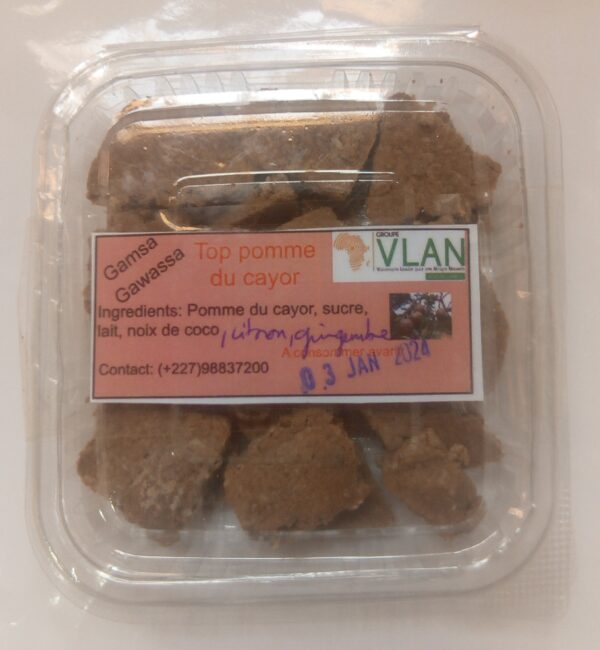 Gamsa
Gawassa
Top pomme
du cayor
GROUPE
VLAN
Ingredients: Pomme du cayor, sucre,
lait, noix de coco, citron, gingembre
A consommer avant
03 JAN 2024
Contact: (+227)98837200